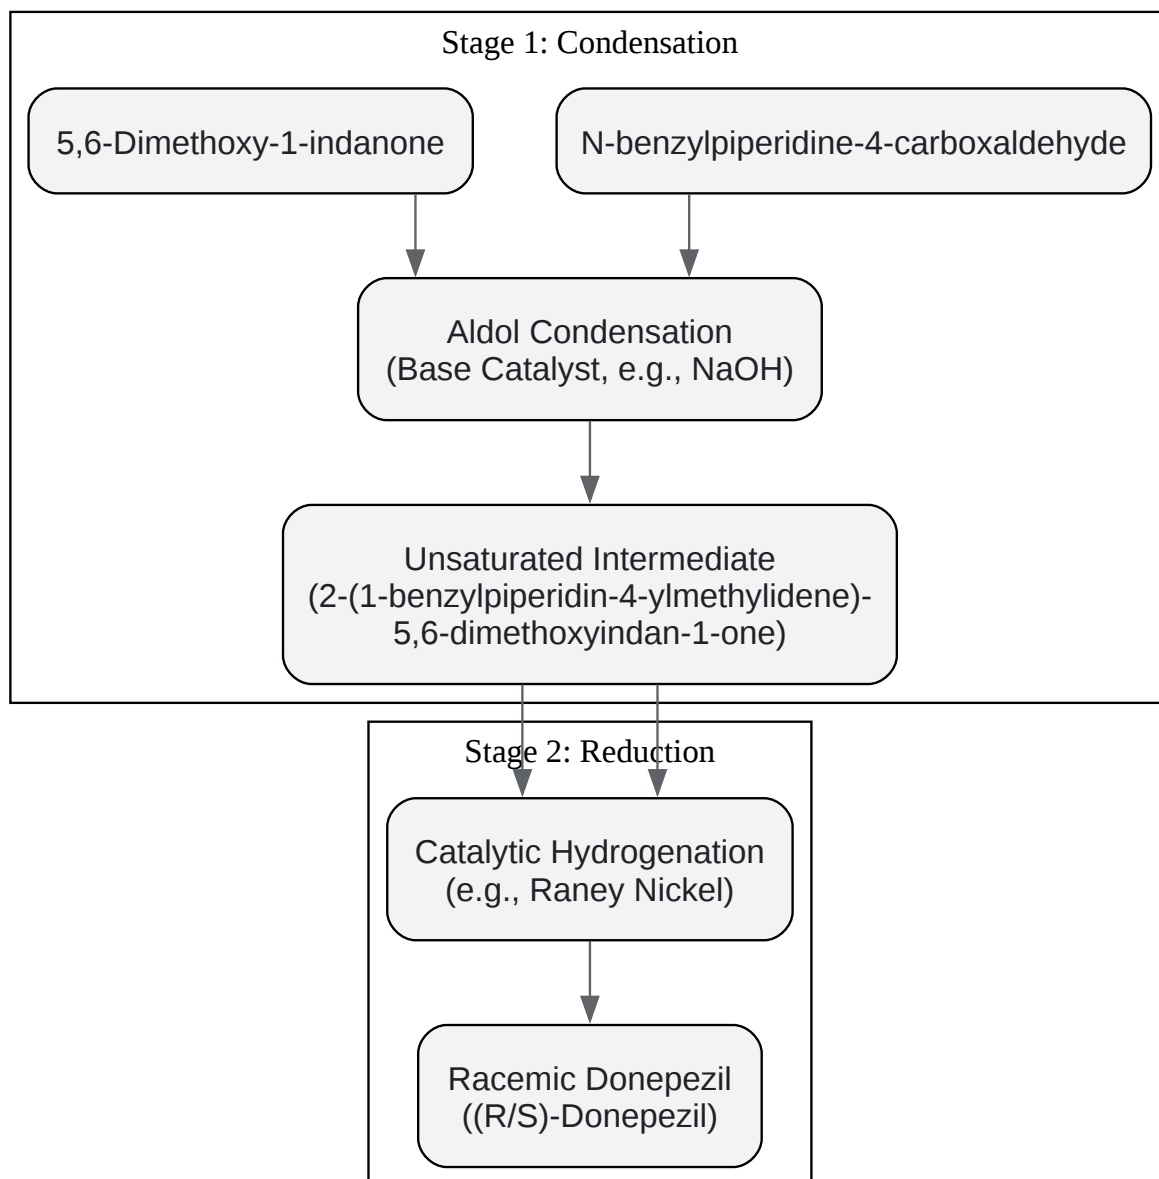 Stage 1: Condensation
5,6-Dimethoxy-1-indanone
N-benzylpiperidine-4-carboxaldehyde
Aldol Condensation
(Base Catalyst, e.g., NaOH)
Unsaturated Intermediate
(2-(1-benzylpiperidin-4-ylmethylidene)-
5,6-dimethoxyindan-1-one)
Stage 2: Reduction
Catalytic Hydrogenation
(e.g., Raney Nickel)
Racemic Donepezil
((R/S)-Donepezil)